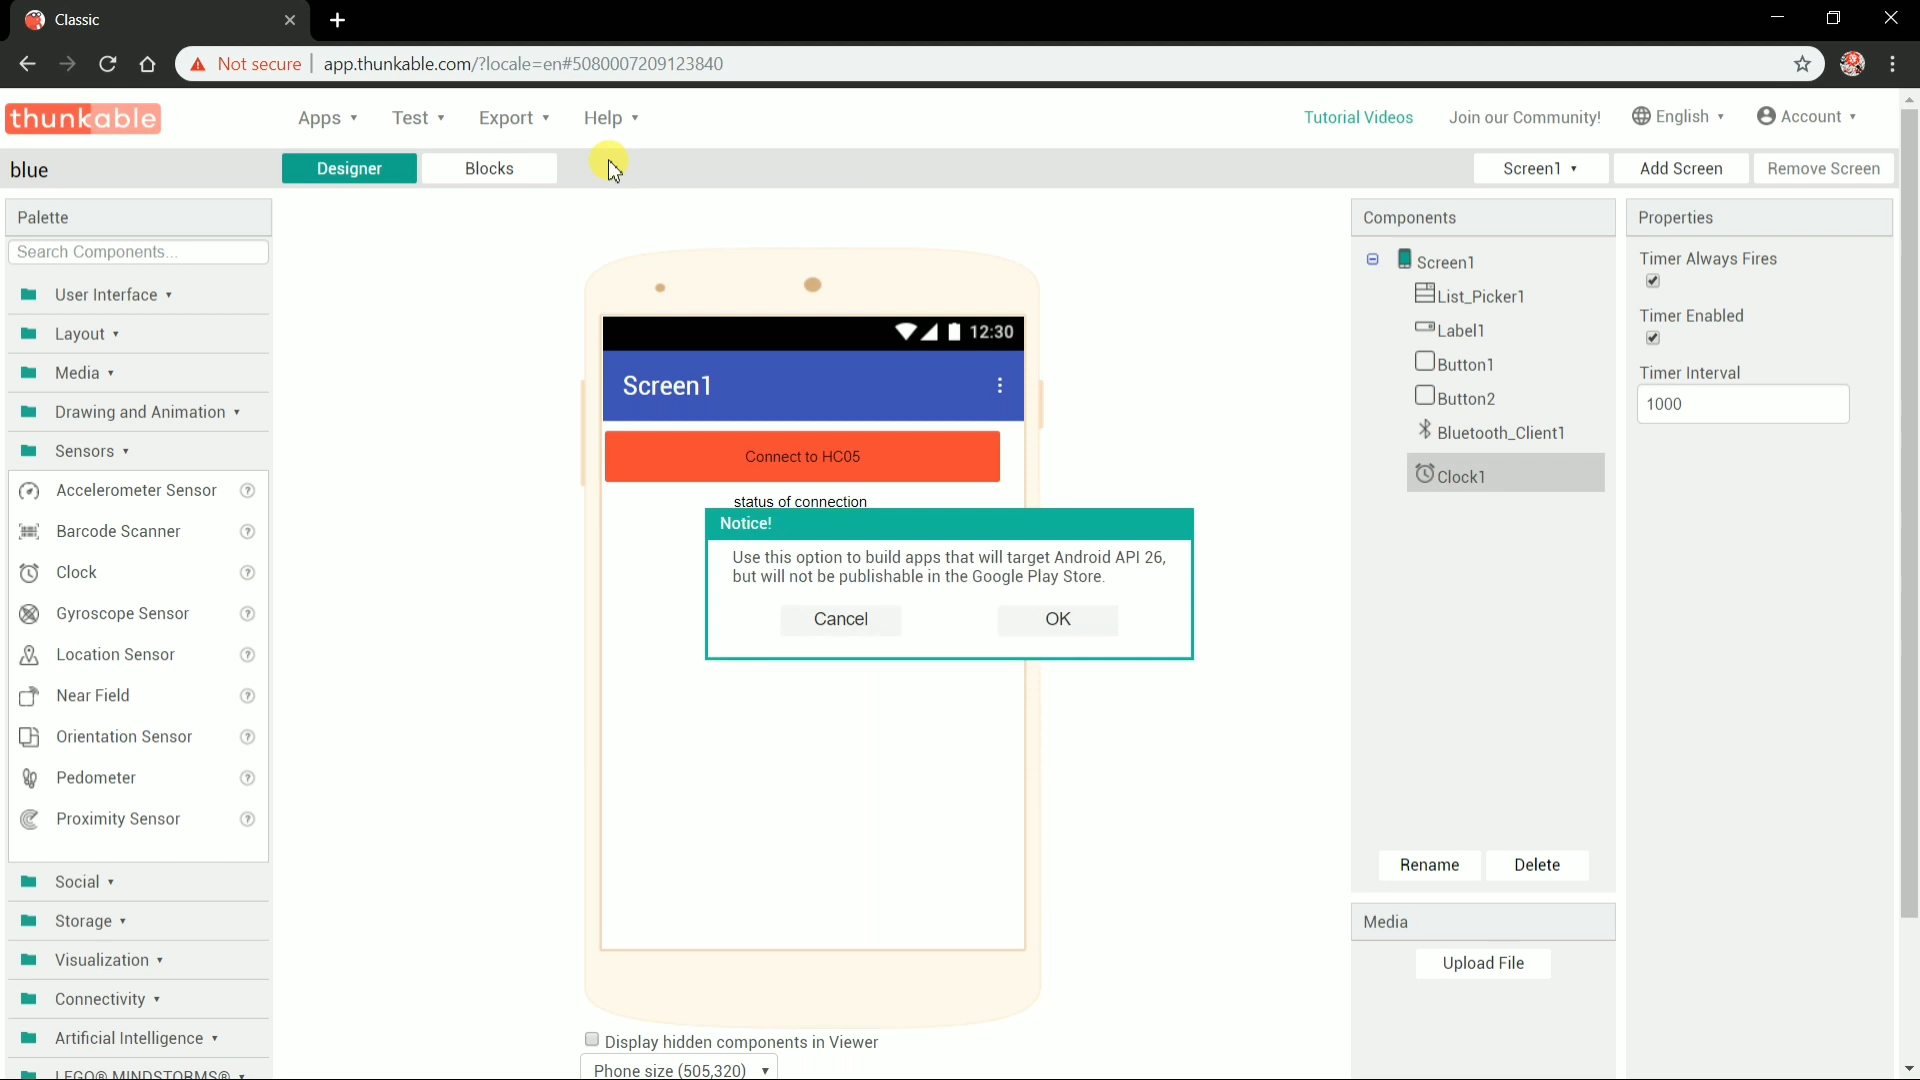 Classic
Not secure
app.thunkable.com/?locale=en#5080007209123840
thunkable
Apps
Test
Export
Help
Tutorial Videos
Join our Community!
English
Account
blue
Designer
Blocks
Screen1
Add Screen
Remove Screen
Palette
Search Components...
User Interface
Layout
Media
Drawing and Animation
Sensors
Accelerometer Sensor
Barcode Scanner
Clock
Gyroscope Sensor
Location Sensor
Near Field
Orientation Sensor
Pedometer
Proximity Sensor
Social
Storage
Visualization
Connectivity
Artificial Intelligence
LEGO® MINDSTORMS®
12:30
Screen1
Connect to HC05
status of connection
Notice!
Use this option to build apps that will target Android API 26,
but will not be publishable in the Google Play Store.
Cancel
OK
Display hidden components in Viewer
Phone size (505,320)
Components
Screen1
List_Picker1
Label1
Button1
Button2
Bluetooth_Client1
Clock1
Rename
Delete
Media
Upload File
Properties
Timer Always Fires
Timer Enabled
Timer Interval
1000